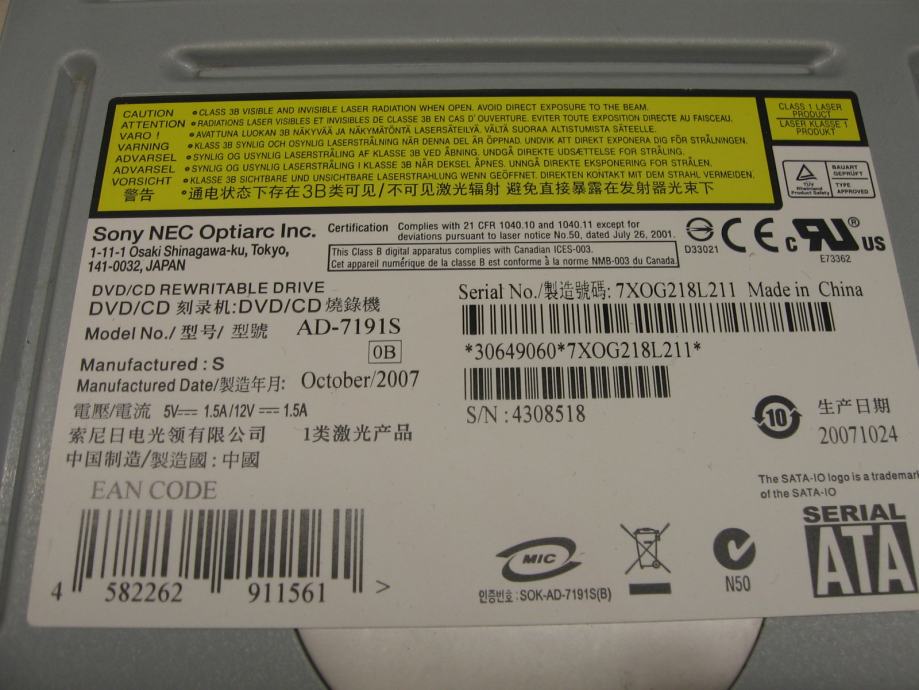 CAUTION • CLASS 3B VISIBLE AND INVISIBLE LASER RADIATION WHEN OPEN. AVOID DIRECT EXPOSURE TO THE BEAM.
ATTENTION • RADIATIONS LASER VISIBLES ET INVISIBLES DE CLASSE 3B EN CAS D'OUVERTURE. EVITER TOUTE EXPOSITION DIRECTE AU FAISCEAU.
VARO ! • AVATTUNA LUOKAN 3B NÄKYVÄÄ JA NÄKYMÄTÖNTÄ LASERSÄTEILYÄ. VÄLTÄ SUORAA ALTISTUMISTA SÄTEELLE.
VARNING • KLASS 3B SYNLIG OCH OSYNLIG LASERSTRÅLNING NÄR DENNA DEL ÄR ÖPPNAD. UNDVIK ATT DIREKT EXPONERA DIG FÖR STRÅLNINGEN.
ADVARSEL • SYNLIG OG USYNLIG LASERSTRÅLING AF KLASSE 3B VED ÅBNING. UNDGÅ DIREKTE UDSÆTTELSE FOR STRÅLING.
ADVARSEL • SYNLIG OG USYNLIG LASERSTRÅLING I KLASSE 3B NÅR DEKSEL ÅPNES. UNNGÅ DIREKTE EKSPONERING FOR STRÅLEN.
VORSICHT • KLASSE 3B SICHTBARE UND UNSICHTBARE LASERSTRAHLUNG WENN GEÖFFNET. DIREKTEN KONTAKT MIT DEM STRAHL VERMEIDEN.
警告 • 通电状态下存在3B类可见/不可见激光辐射 避免直接暴露在发射器光束下
CLASS 1 LASER
PRODUCT
LASER KLASSE 1
PRODUKT
TÜV
Rheinland
Product Safety
BAUART
GEPRÜFT
TYPE
APPROVED
Sony NEC Optiarc Inc.
1-11-1 Osaki Shinagawa-ku, Tokyo,
141-0032, JAPAN
Certification Complies with 21 CFR 1040.10 and 1040.11 except for
deviations pursuant to laser notice No.50, dated July 26, 2001.
This Class B digital apparatus complies with Canadian ICES-003.
Cet appareil numérique de la classe B est conforme à la norme NMB-003 du Canada.
D33021
CE
c RU ® US
E73362
DVD/CD REWRITABLE DRIVE
DVD/CD 刻录机:DVD/CD 燒錄機
Model No./ 型号/ 型號 AD-7191S
0B
Manufactured : S
Manufactured Date/製造年月: October/2007
電壓/電流 5V⎓ 1.5A/12V⎓ 1.5A
索尼日电光领有限公司 1类激光产品
中国制造/製造國 : 中國
EAN CODE
4 582262 911561 >
Serial No./製造號碼: 7XOG218L211 Made in China
*30649060*7XOG218L211*
S/N : 4308518
10
生产日期
20071024
The SATA-IO logo is a trademark
of the SATA-IO
SERIAL
ATA
MIC
인증번호 : SOK-AD-7191S(B)
N50